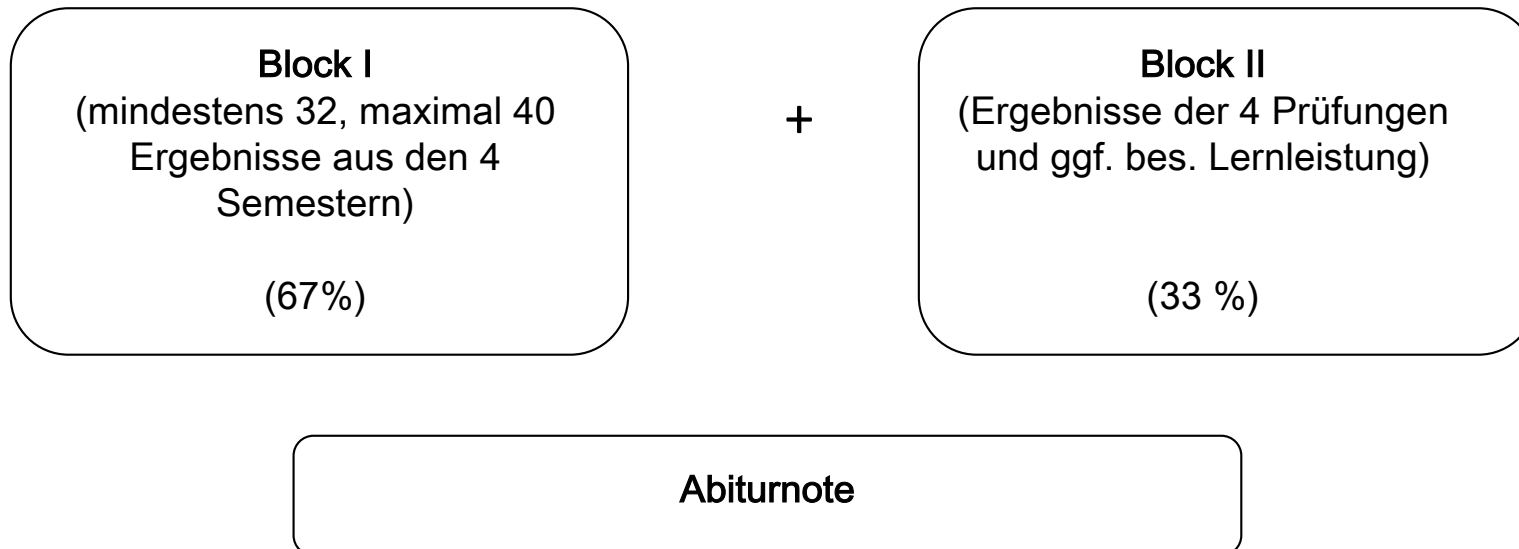 Block I
(mindestens 32, maximal 40
Ergebnisse aus den 4
Semestern)
(67%)
+
Block II
(Ergebnisse der 4 Prüfungen
und ggf. bes. Lernleistung)
(33 %)
Abiturnote